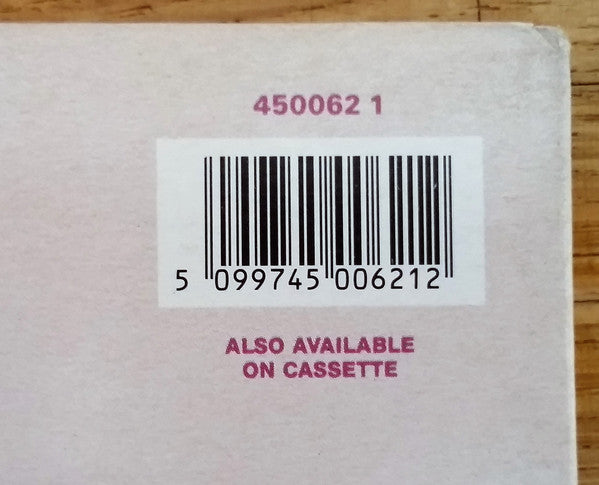 450062 1
5 099745 006212
ALSO AVAILABLE
ON CASSETTE